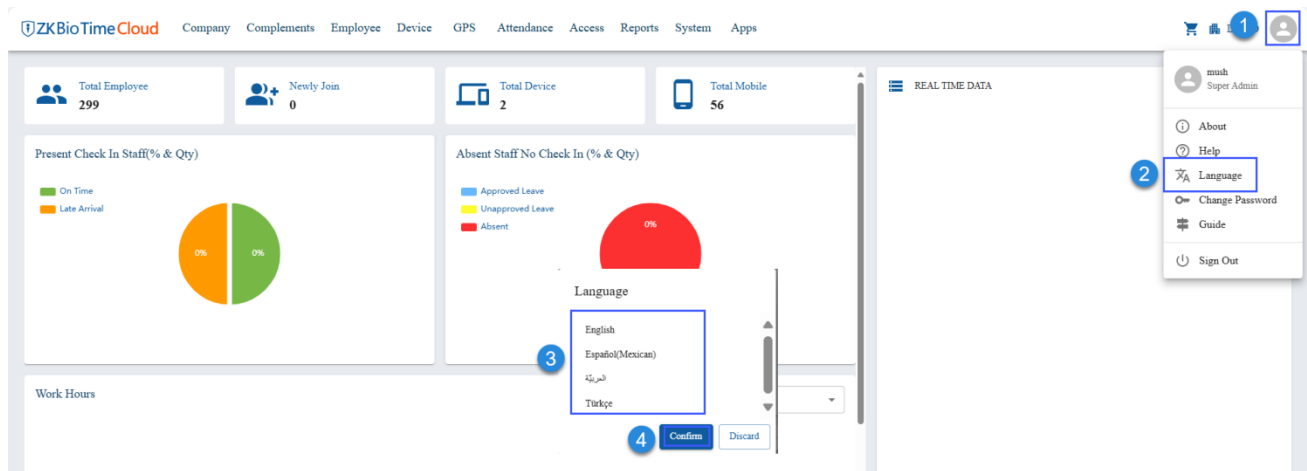 ZKBioTime Cloud Company Complements Employee Device GPS Attendance Access Reports System Apps 1
Total Employee
299
Newly Join
0
Total Device
2
Total Mobile
56
REAL TIME DATA
mush
Super Admin
About
Help
2 Language
Change Password
Guide
Sign Out
Present Check In Staff(% & Qty)
On Time
Late Arrival
0% 0%
Absent Staff No Check In (% & Qty)
Approved Leave
Unapproved Leave
Absent
0%
Language
3
English
Español(Mexican)
العربيّة
Türkçe
4 Confirm Discard
Work Hours